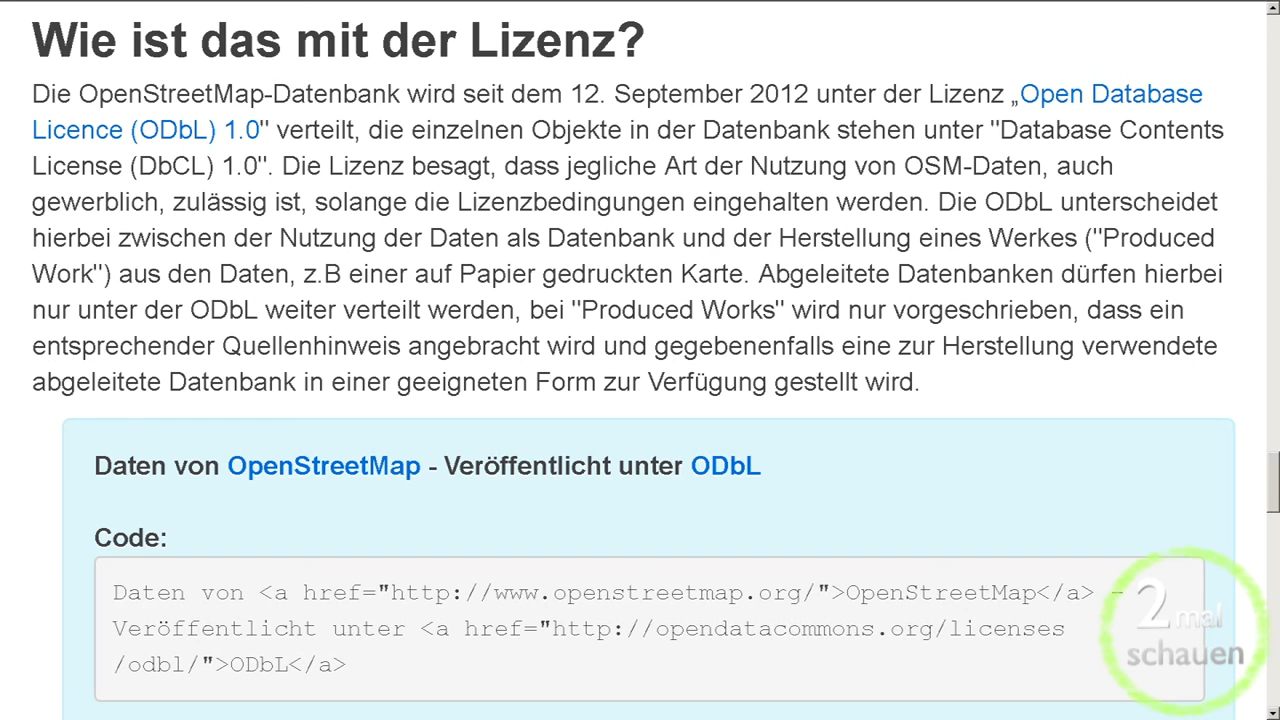 Wie ist das mit der Lizenz?
Die OpenStreetMap-Datenbank wird seit dem 12. September 2012 unter der Lizenz „Open Database
Licence (ODbL) 1.0" verteilt, die einzelnen Objekte in der Datenbank stehen unter "Database Contents
License (DbCL) 1.0". Die Lizenz besagt, dass jegliche Art der Nutzung von OSM-Daten, auch
gewerblich, zulässig ist, solange die Lizenzbedingungen eingehalten werden. Die ODbL unterscheidet
hierbei zwischen der Nutzung der Daten als Datenbank und der Herstellung eines Werkes ("Produced
Work") aus den Daten, z.B einer auf Papier gedruckten Karte. Abgeleitete Datenbanken dürfen hierbei
nur unter der ODbL weiter verteilt werden, bei "Produced Works" wird nur vorgeschrieben, dass ein
entsprechender Quellenhinweis angebracht wird und gegebenenfalls eine zur Herstellung verwendete
abgeleitete Datenbank in einer geeigneten Form zur Verfügung gestellt wird.
Daten von OpenStreetMap - Veröffentlicht unter ODbL
Code:
Daten von <a href="http://www.openstreetmap.org/">OpenStreetMap</a> -
Veröffentlicht unter <a href="http://opendatacommons.org/licenses
/odbl/">ODbL</a>
2 mal
schauen